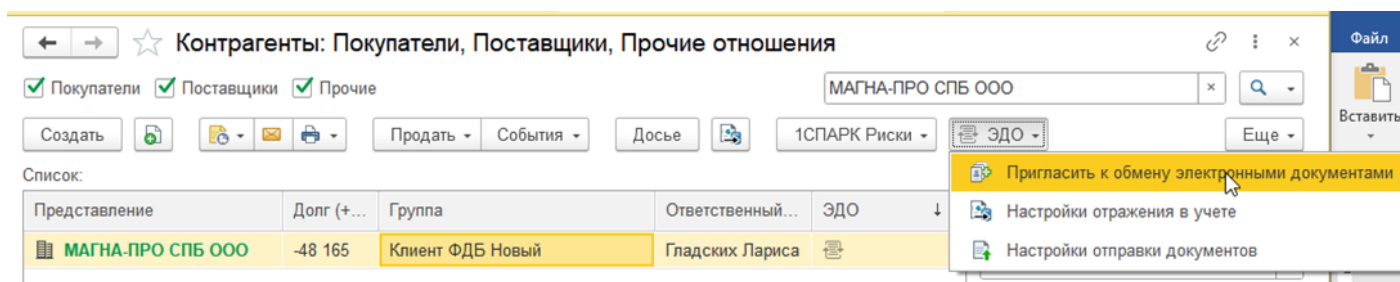 Контрагенты: Покупатели, Поставщики, Прочие отношения
Файл
Покупатели Поставщики Прочие
МАГНА-ПРО СПБ ООО
Вставить
Создать Продать События Досье 1СПАРК Риски ЭДО Еще
Пригласить к обмену электронными документами
Настройки отражения в учете
Настройки отправки документов
Список:
Представление Долг (+... Группа Ответственный... ЭДО ↓
МАГНА-ПРО СПБ ООО -48 165 Клиент ФДБ Новый Гладских Лариса